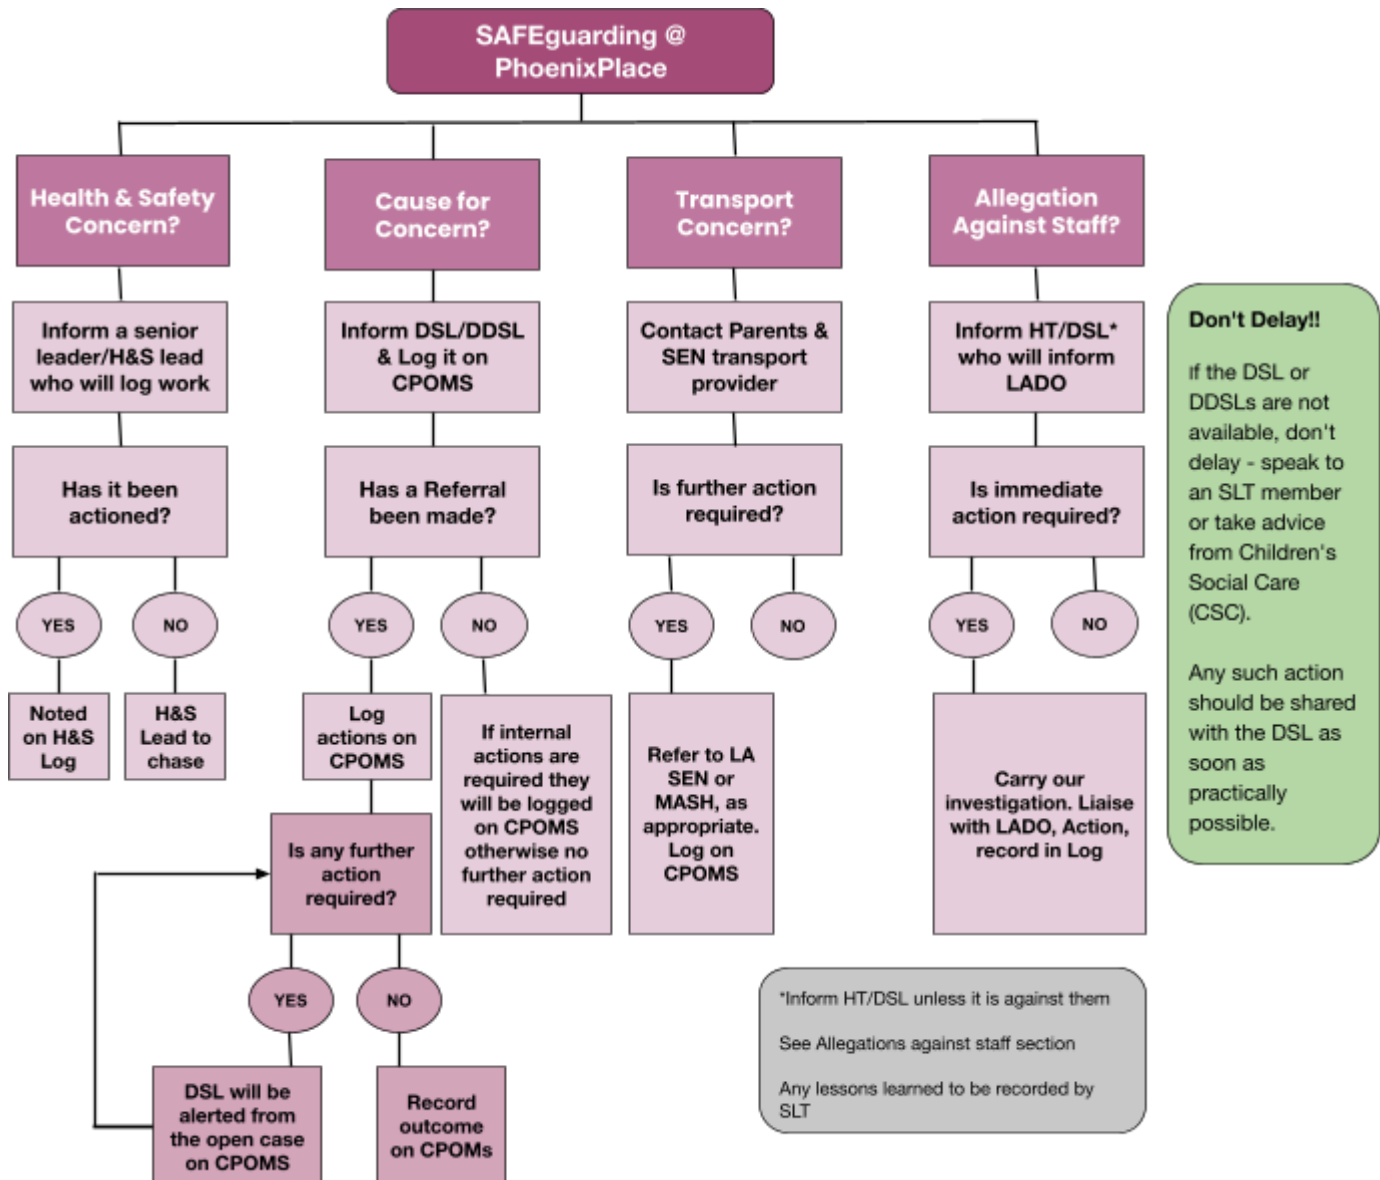 SAFEguarding @
PhoenixPlace
Health & Safety
Concern?
Inform a senior
leader/H&S lead
who will log work
Has it been
actioned?
YES
NO
Noted
on H&S
Log
H&S
Lead to
chase
Cause for
Concern?
Inform DSL/DDSL
& Log it on
CPOMS
Has a Referral
been made?
YES
NO
Log
actions on
CPOMS
If internal
actions are
required they
will be logged
on CPOMS
otherwise no
further action
required
Is any further
action
required?
YES
NO
DSL will be
alerted from
the open case
on CPOMS
Record
outcome
on CPOMs
Transport
Concern?
Contact Parents &
SEN transport
provider
Is further action
required?
YES
NO
Refer to LA
SEN or
MASH, as
appropriate.
Log on
CPOMS
Allegation
Against Staff?
Inform HT/DSL*
who will inform
LADO
Is immediate
action required?
YES
NO
Carry our
investigation. Liaise
with LADO, Action,
record in Log
Don't Delay!!
If the DSL or
DDSLs are not
available, don't
delay - speak to
an SLT member
or take advice
from Children's
Social Care
(CSC).
Any such action
should be shared
with the DSL as
soon as
practically
possible.
*Inform HT/DSL unless it is against them
See Allegations against staff section
Any lessons learned to be recorded by
SLT